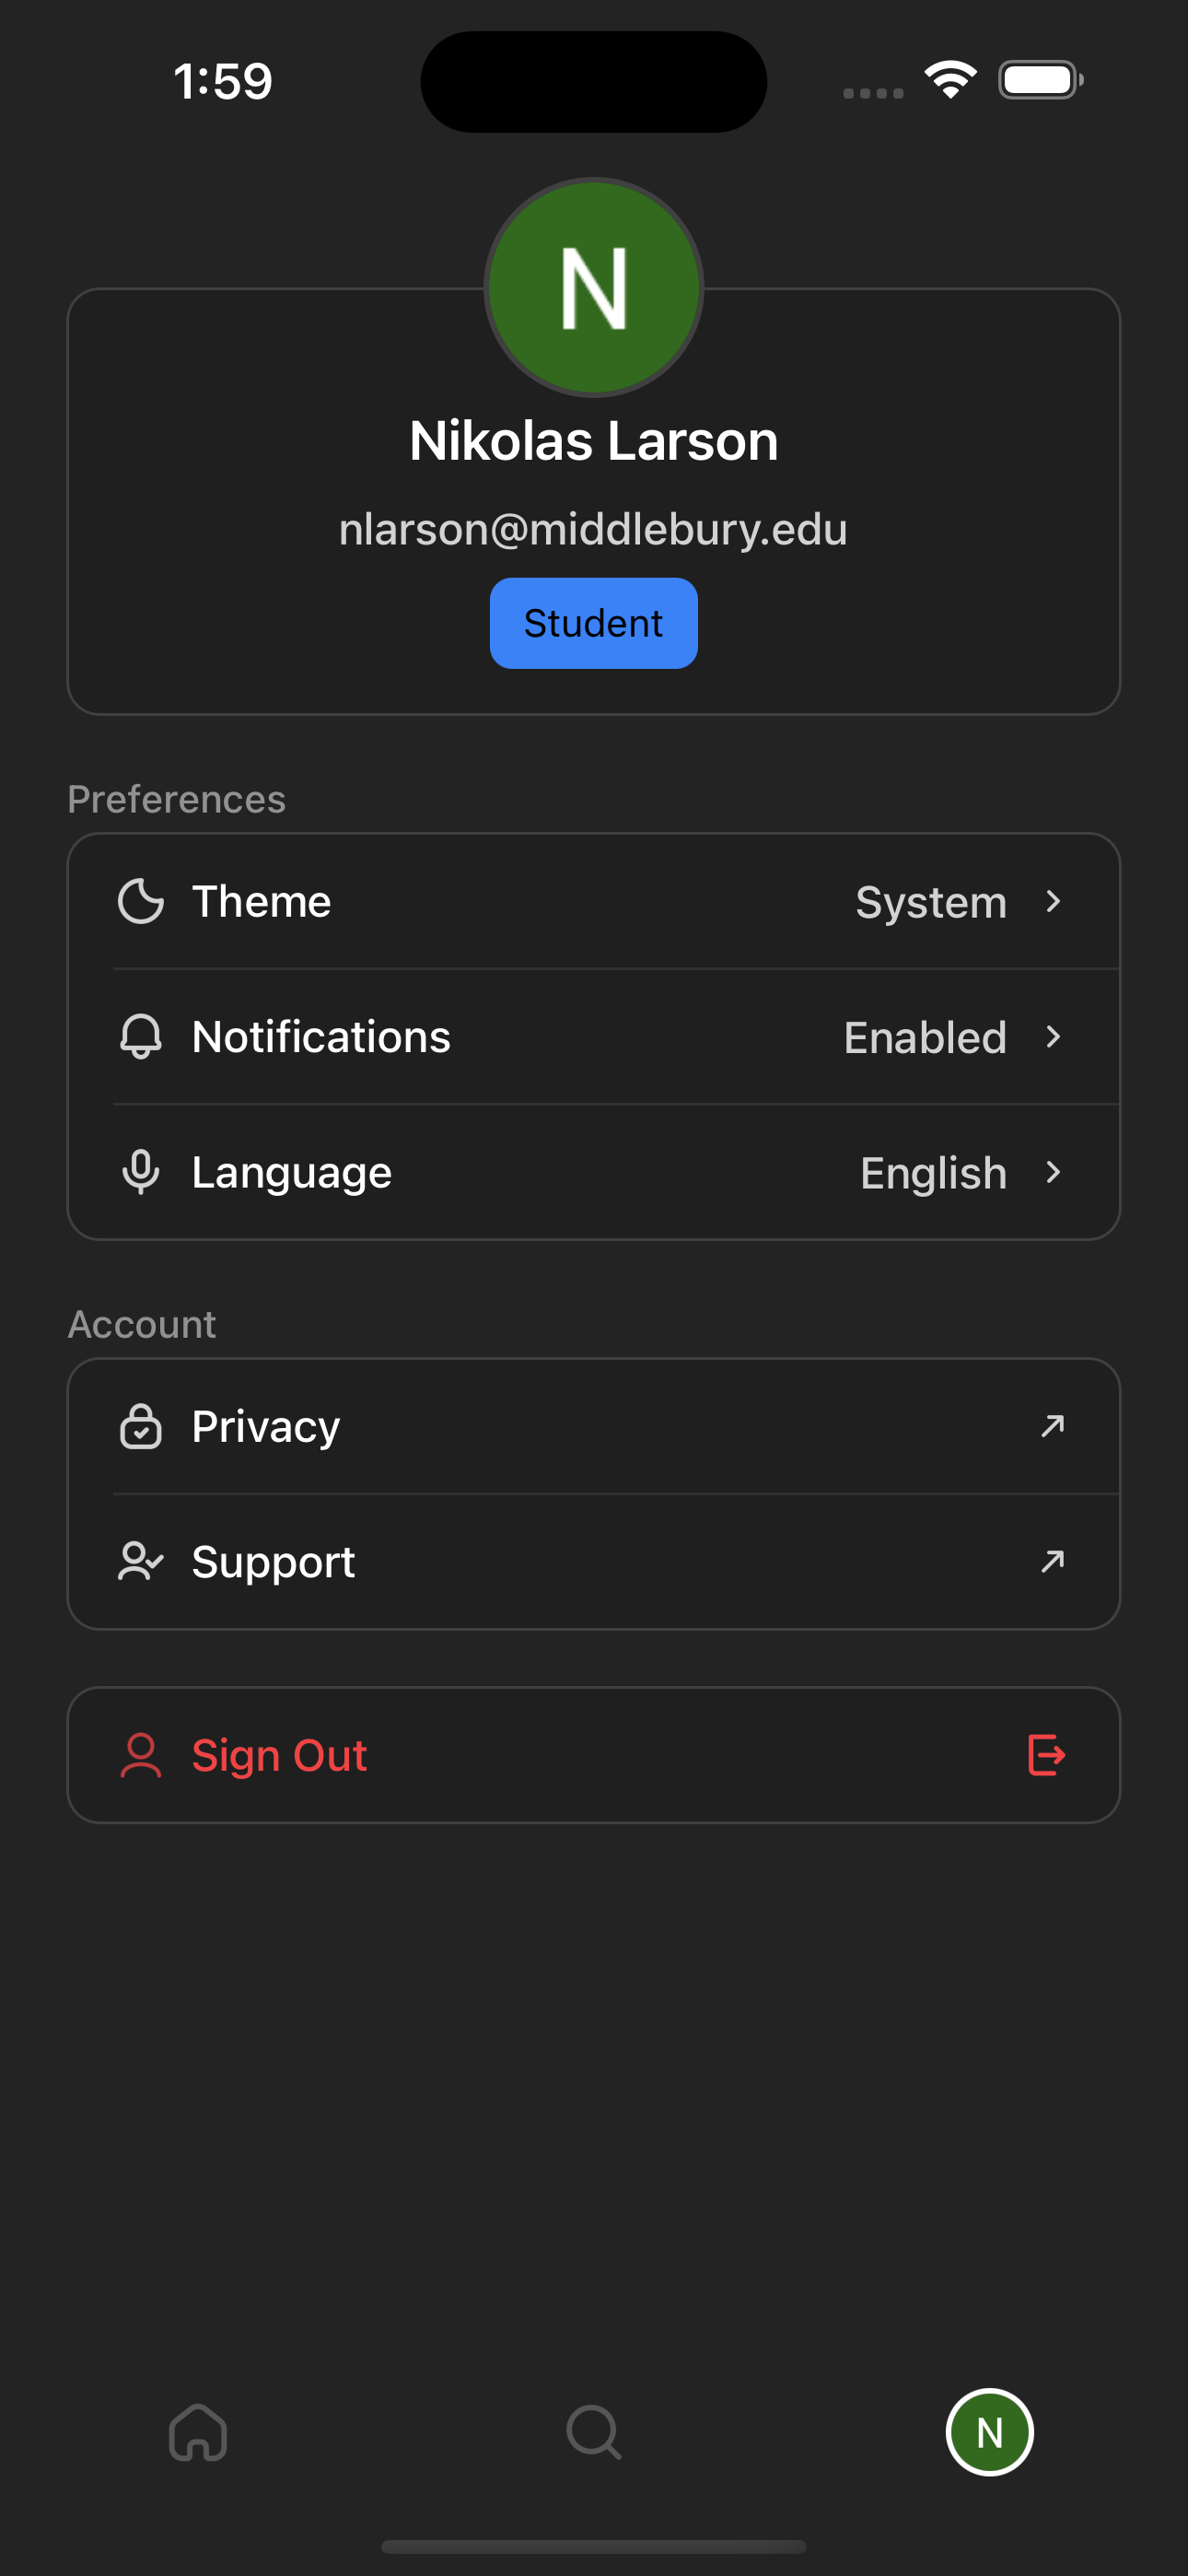 1:59
N
Nikolas Larson
nlarson@middlebury.edu
Student
Preferences
Theme System
Notifications Enabled
Language English
Account
Privacy
Support
Sign Out
N